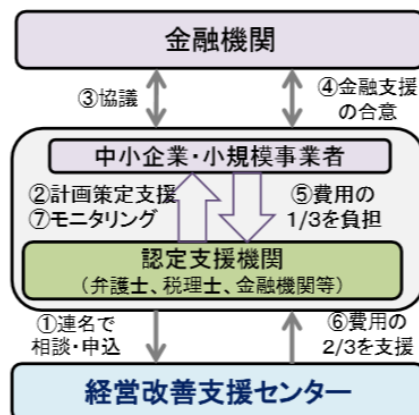 金融機関
③協議
④金融支援
の合意
中小企業・小規模事業者
②計画策定支援
⑦モニタリング
⑤費用の
1/3を負担
認定支援機関
（弁護士、税理士、金融機関等）
①連名で
相談・申込
⑥費用の
2/3を支援
経営改善支援センター